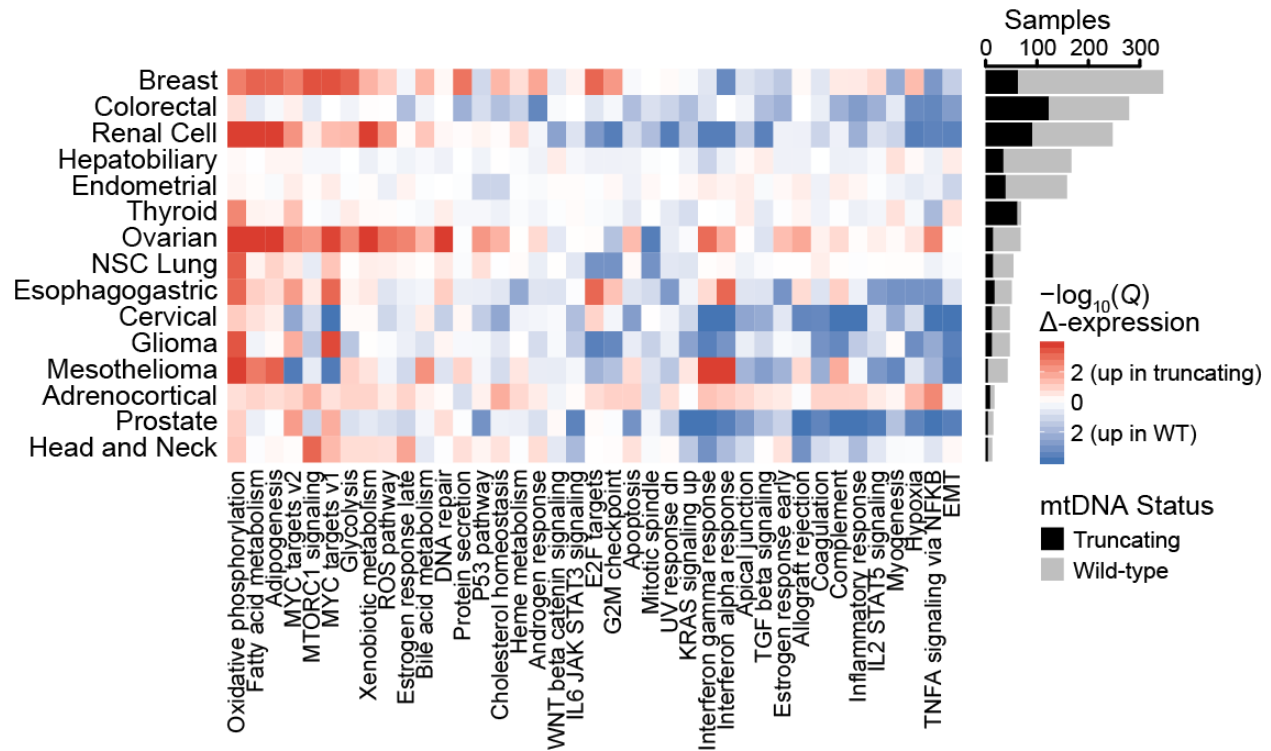 Samples
0 100 300
Breast
Colorectal
Renal Cell
Hepatobiliary
Endometrial
Thyroid
Ovarian
NSC Lung
Esophagogastric
Cervical
Glioma
Mesothelioma
Adrenocortical
Prostate
Head and Neck
−log10(Q)
Δ-expression
2 (up in truncating)
0
2 (up in WT)
mtDNA Status
Truncating
Wild-type
Oxidative phosphorylation
Fatty acid metabolism
Adipogenesis
MYC targets v2
MTORC1 signaling
MYC targets v1
Glycolysis
Xenobiotic metabolism
ROS pathway
Estrogen response late
Bile acid metabolism
DNA repair
Protein secretion
P53 pathway
Cholesterol homeostasis
Heme metabolism
Androgen response
WNT beta catenin signaling
IL6 JAK STAT3 signaling
E2F targets
G2M checkpoint
Apoptosis
Mitotic spindle
UV response dn
KRAS signaling up
Interferon gamma response
Interferon alpha response
Apical junction
TGF beta signaling
Estrogen response early
Allograft rejection
Coagulation
Complement
Inflammatory response
IL2 STAT5 signaling
Myogenesis
Hypoxia
TNFA signaling via NFKB
EMT